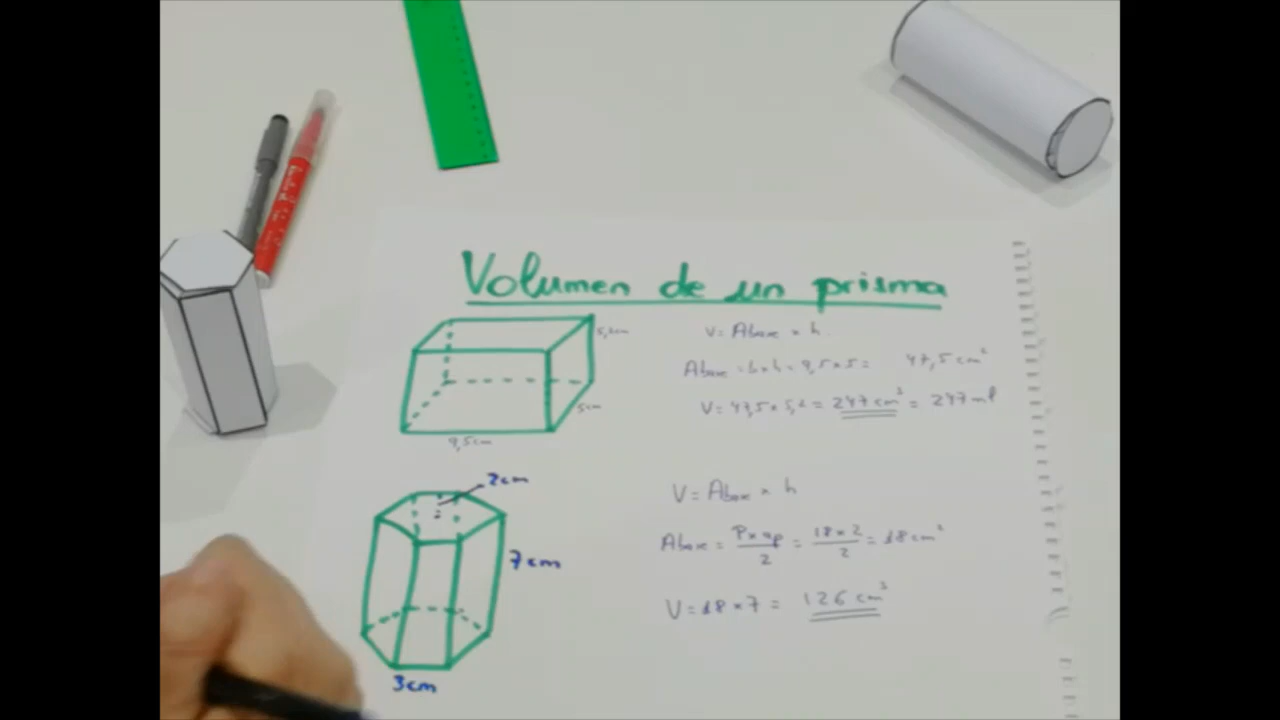 Volumen de un prisma
5,2cm
V = Abase × h.
Abase = b×h = 9,5×5 = 47,5 cm²
5cm
V = 47,5×5,2 = 247 cm³ = 247 ml
9,5cm
2cm
V = Abase × h
7cm
Abase = P×ap/2 = 18×2/2 = 18 cm²
V = 18×7 = 126 cm³
3cm